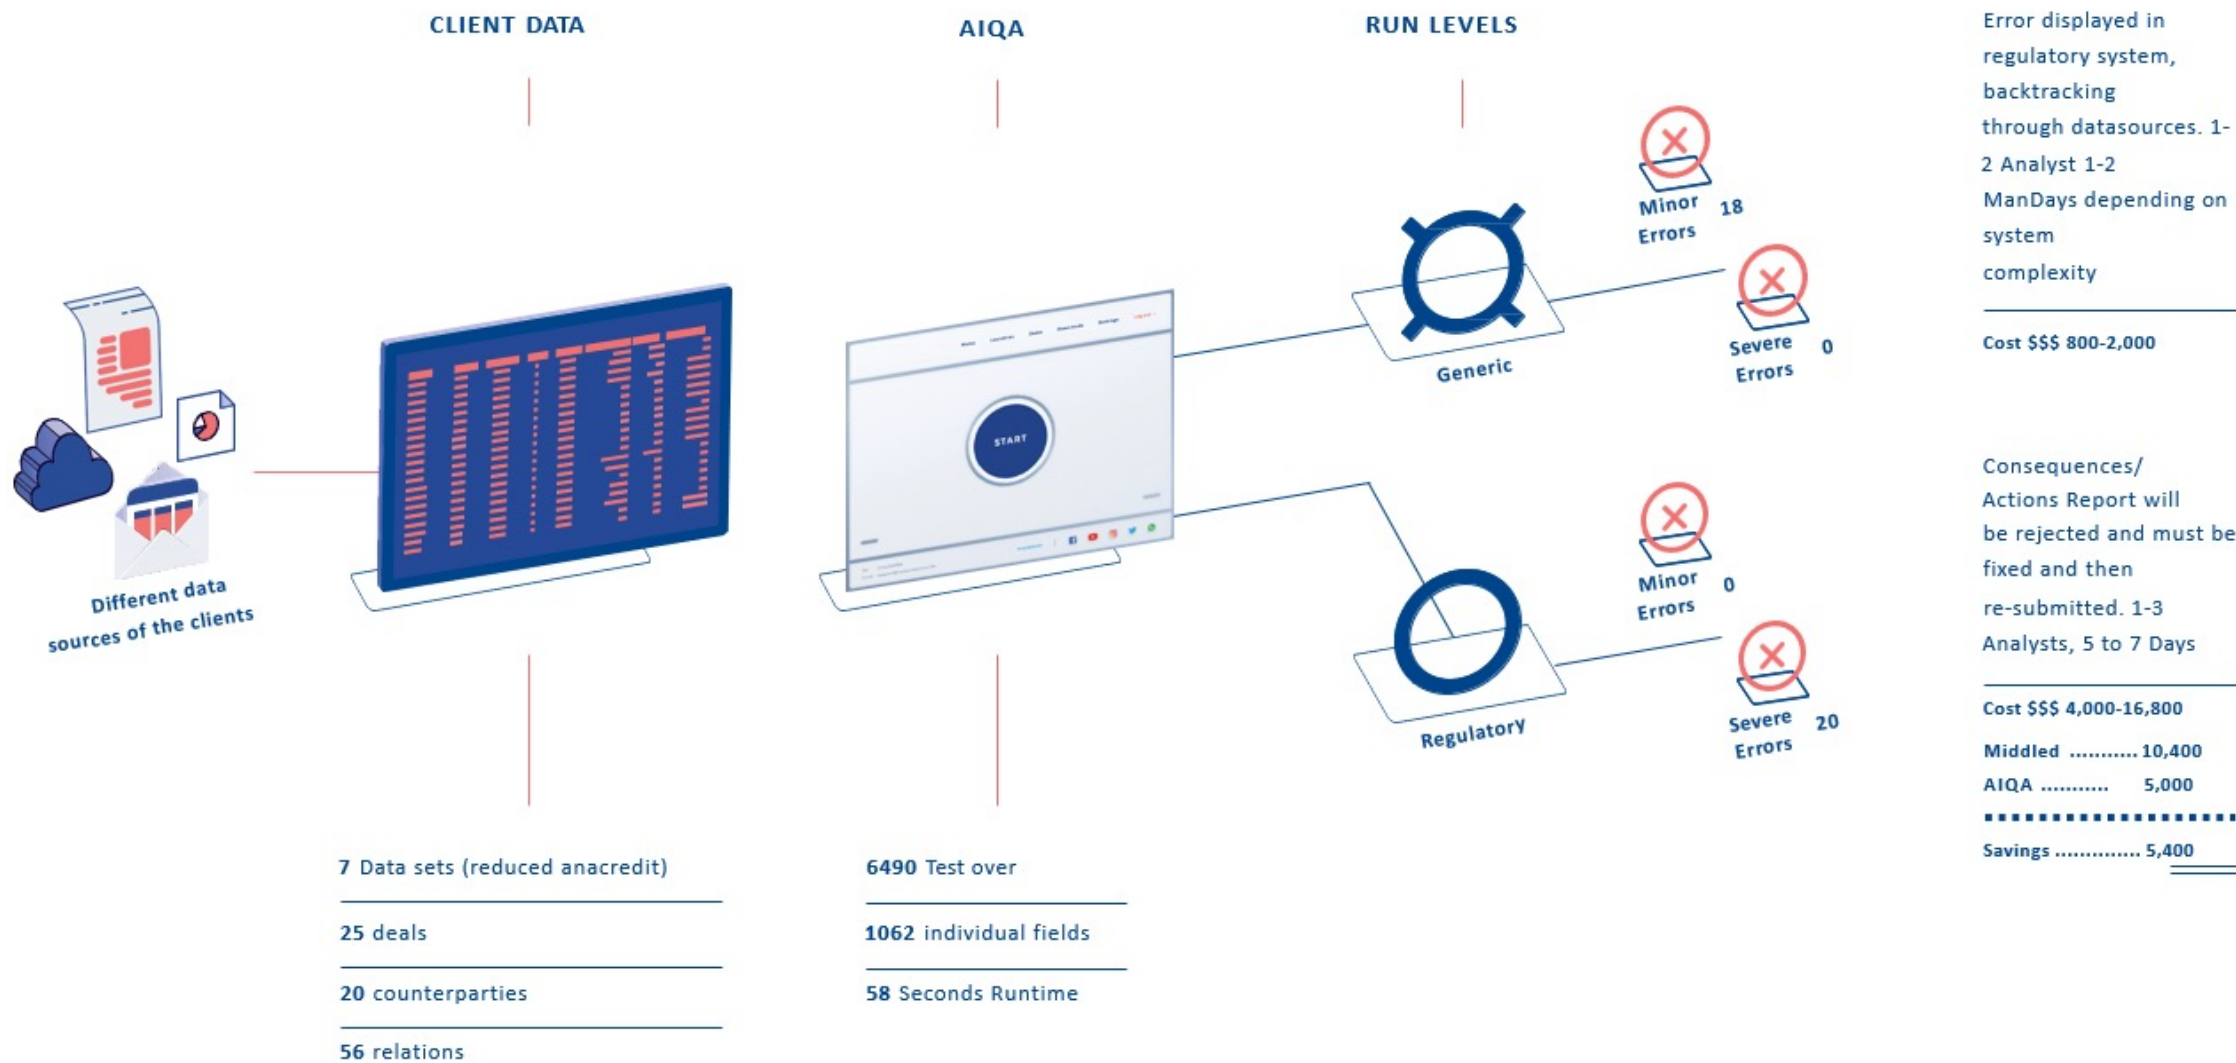 CLIENT DATA
AIQA
RUN LEVELS
Different data
sources of the clients
START
Generic
Regulatory
Minor 18
Errors
Severe 0
Errors
Minor 0
Errors
Severe 20
Errors
Error displayed in
regulatory system,
backtracking
through datasources. 1-
2 Analyst 1-2
ManDays depending on
system
complexity
Cost $$$ 800-2,000
Consequences/
Actions Report will
be rejected and must be
fixed and then
re-submitted. 1-3
Analysts, 5 to 7 Days
Cost $$$ 4,000-16,800
Middled ........... 10,400
AIQA ........... 5,000
Savings .............. 5,400
7 Data sets (reduced anacredit)
25 deals
20 counterparties
56 relations
6490 Test over
1062 individual fields
58 Seconds Runtime